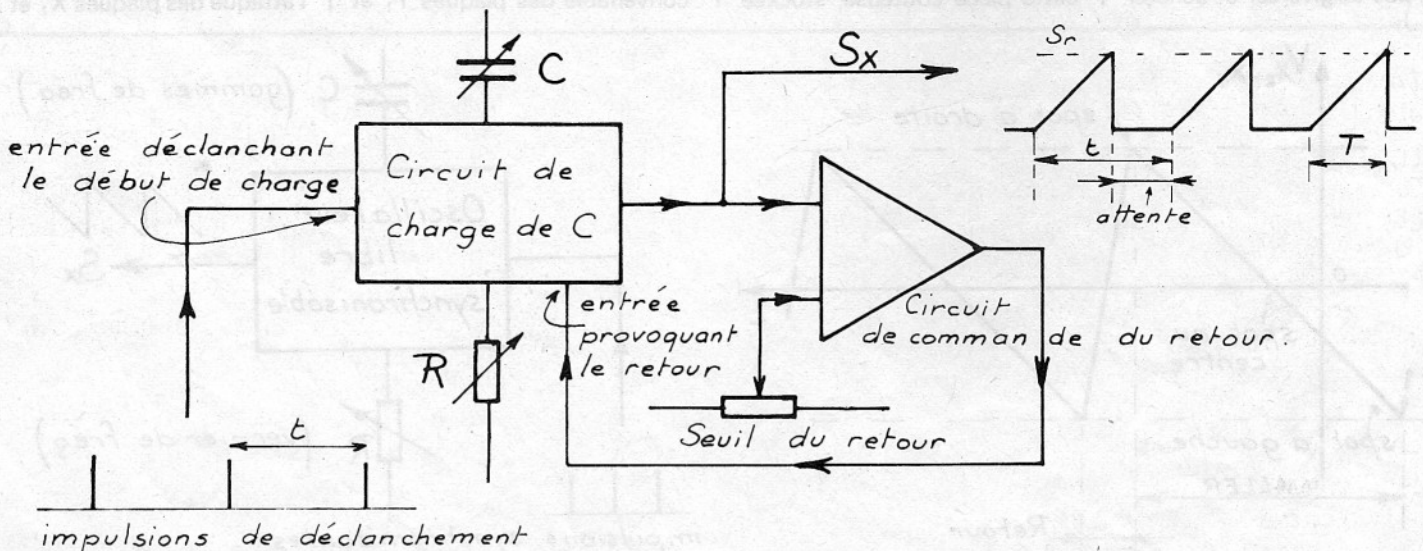 C
Sx
Sr
entrée déclanchant
le début de charge
Circuit de
charge de C
t
T
attente
entrée
provoquant
le retour
Circuit
de comman de du retour.
R
Seuil du retour
t
impulsions de déclanchement